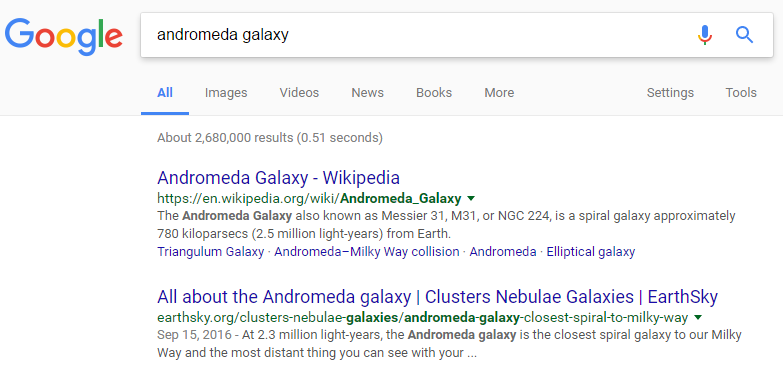 Google
andromeda galaxy
All Images Videos News Books More Settings Tools
About 2,680,000 results (0.51 seconds)
Andromeda Galaxy - Wikipedia
https://en.wikipedia.org/wiki/Andromeda_Galaxy
The Andromeda Galaxy also known as Messier 31, M31, or NGC 224, is a spiral galaxy approximately
780 kiloparsecs (2.5 million light-years) from Earth.
Triangulum Galaxy · Andromeda–Milky Way collision · Andromeda · Elliptical galaxy
All about the Andromeda galaxy | Clusters Nebulae Galaxies | EarthSky
earthsky.org/clusters-nebulae-galaxies/andromeda-galaxy-closest-spiral-to-milky-way
Sep 15, 2016 - At 2.3 million light-years, the Andromeda galaxy is the closest spiral galaxy to our Milky
Way and the most distant thing you can see with your ...